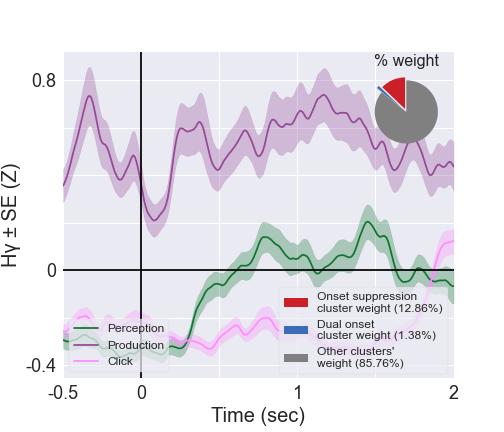 % weight
0.8
0
-0.4
Hγ ± SE (Z)
Perception
Production
Click
Onset suppression
cluster weight (12.86%)
Dual onset
cluster weight (1.38%)
Other clusters'
weight (85.76%)
-0.5
0
1
2
Time (sec)